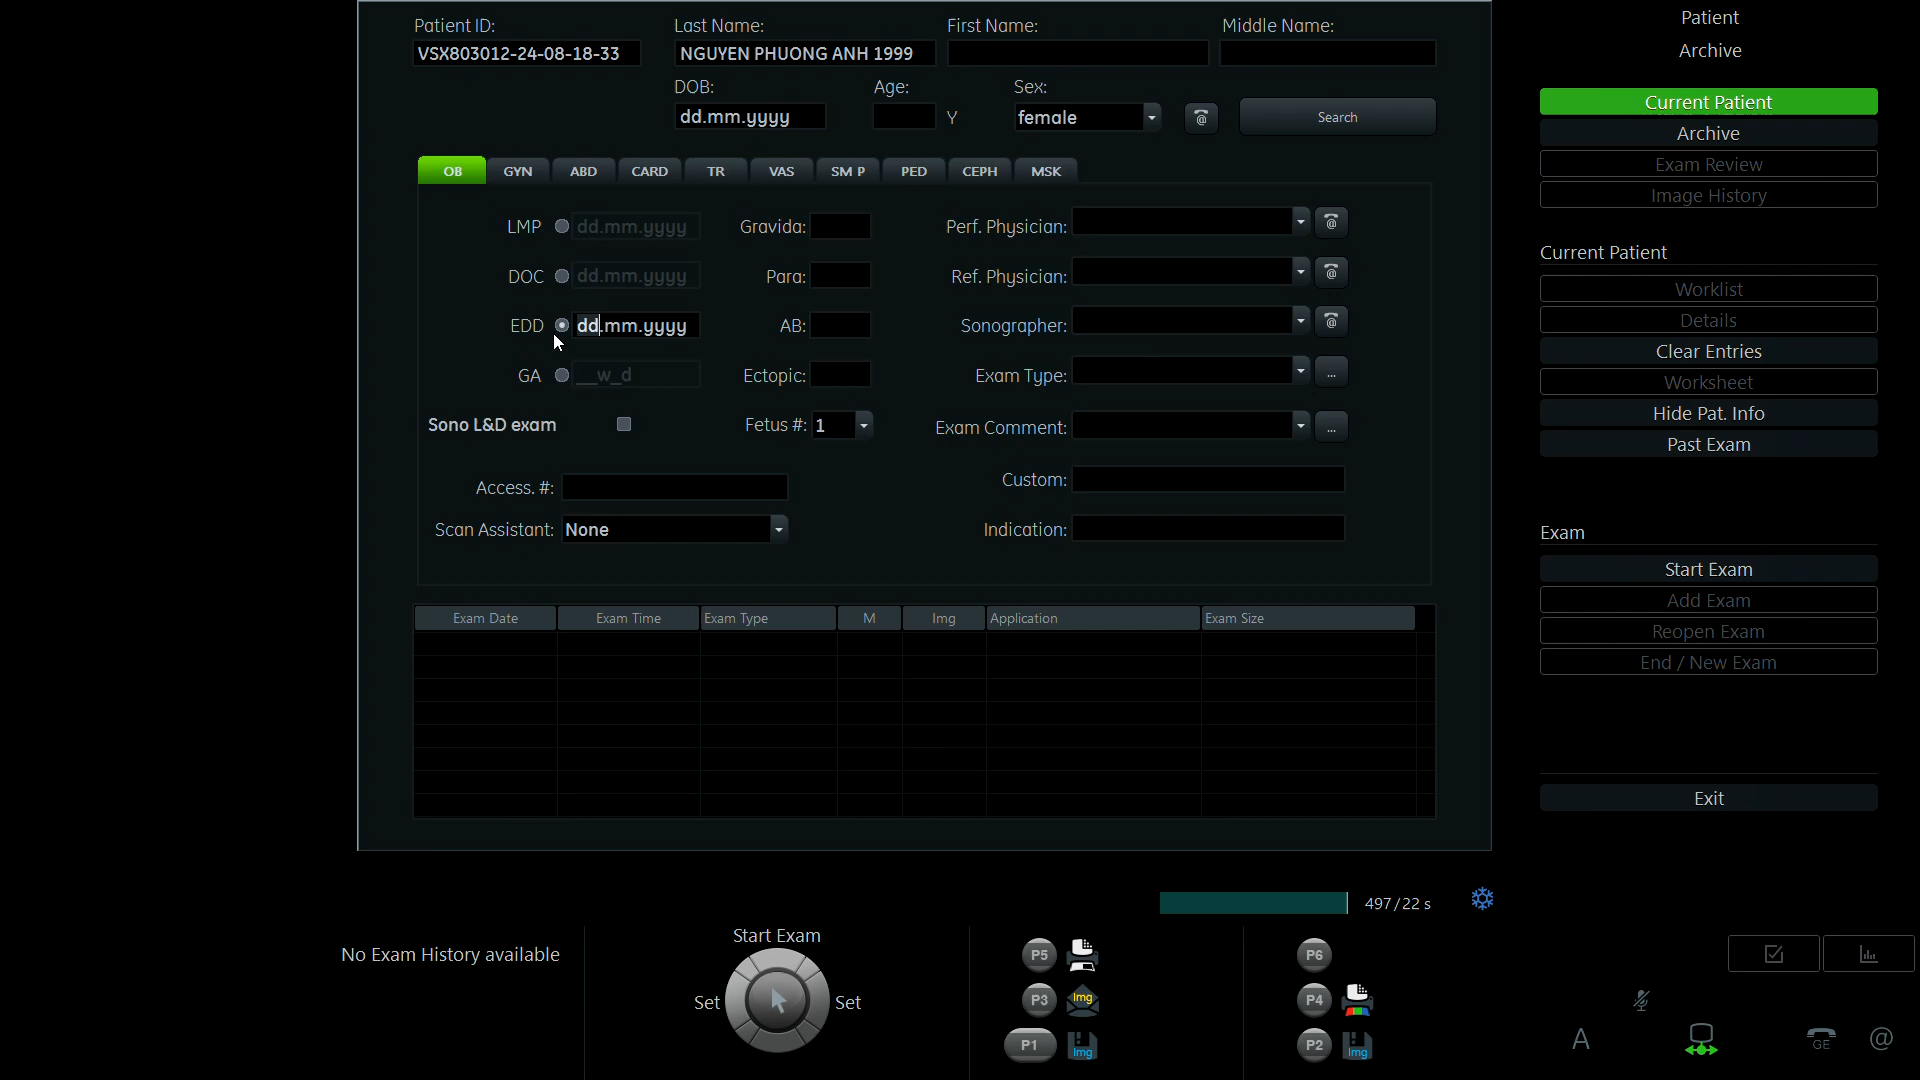 Patient ID: Last Name: First Name: Middle Name:
VSX803012-24-08-18-33 NGUYEN PHUONG ANH 1999
DOB: Age: Sex:
dd.mm.yyyy Y female Search
OB GYN ABD CARD TR VAS SM P PED CEPH MSK
LMP dd.mm.yyyy Gravida: Perf. Physician:
DOC dd.mm.yyyy Para: Ref. Physician:
EDD dd.mm.yyyy AB: Sonographer:
GA __w_d Ectopic: Exam Type: ...
Sono L&D exam Fetus #: 1 Exam Comment: ...
Access. #: Custom:
Scan Assistant: None Indication:
Exam Date Exam Time Exam Type M Img Application Exam Size
Patient
Archive
Current Patient
Archive
Exam Review
Image History
Current Patient
Worklist
Details
Clear Entries
Worksheet
Hide Pat. Info
Past Exam
Exam
Start Exam
Add Exam
Reopen Exam
End / New Exam
Exit
497/22 s
No Exam History available
Start Exam
Set Set
P5 P6
P3 Img P4
P1 Img P2 Img
A GE @